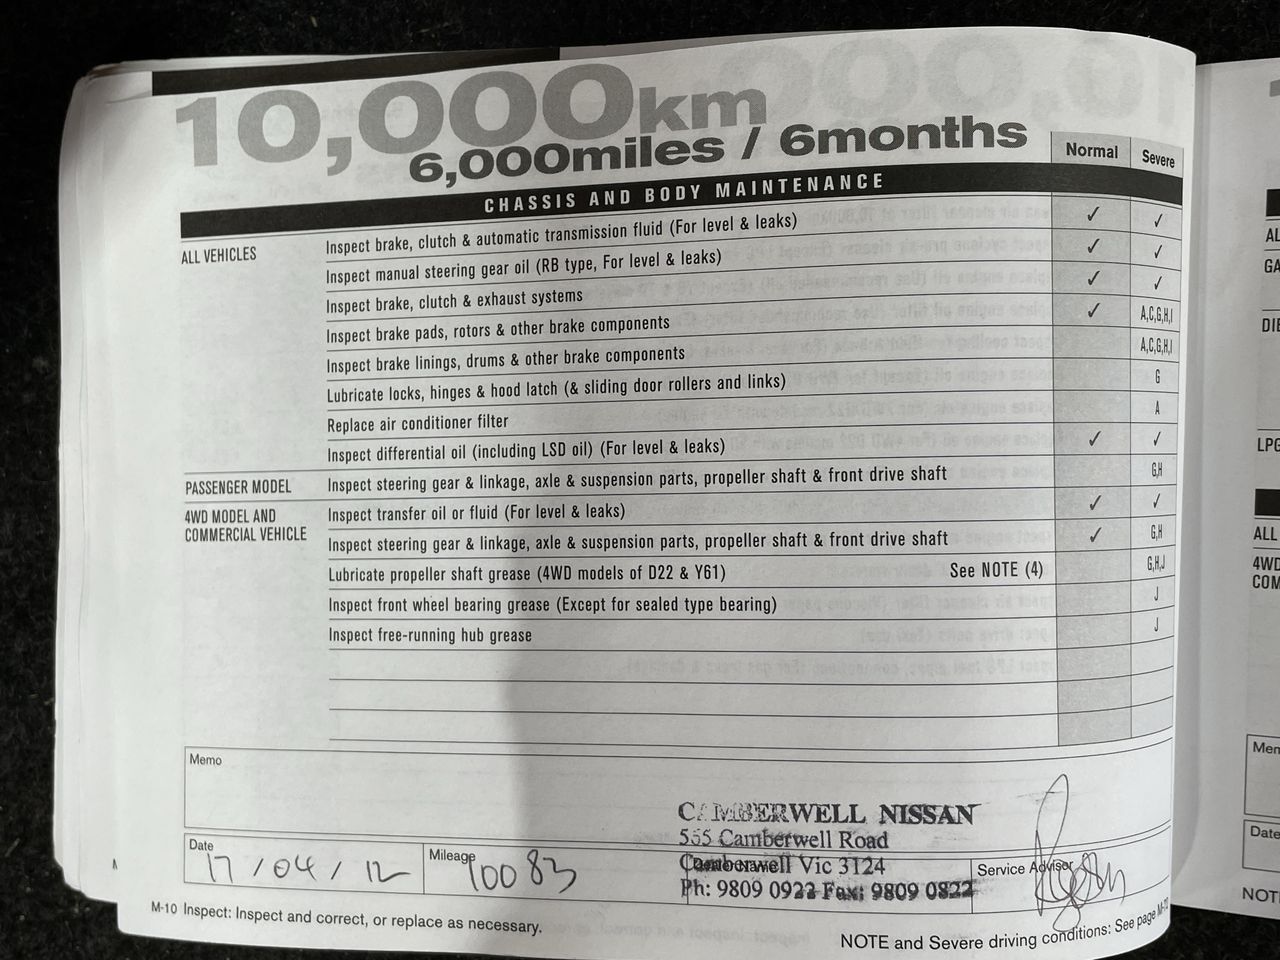 10,000km
6,000miles / 6months
Normal Severe
CHASSIS AND BODY MAINTENANCE
ALL VEHICLES Inspect brake, clutch & automatic transmission fluid (For level & leaks) ✓ ✓
Inspect manual steering gear oil (RB type, For level & leaks) ✓ ✓
Inspect brake, clutch & exhaust systems ✓ ✓
Inspect brake pads, rotors & other brake components ✓ A,C,G,H,I
Inspect brake linings, drums & other brake components A,C,G,H,I
Lubricate locks, hinges & hood latch (& sliding door rollers and links) G
Replace air conditioner filter A
Inspect differential oil (including LSD oil) (For level & leaks) ✓ ✓
PASSENGER MODEL Inspect steering gear & linkage, axle & suspension parts, propeller shaft & front drive shaft G,H
4WD MODEL AND Inspect transfer oil or fluid (For level & leaks) ✓ ✓
COMMERCIAL VEHICLE Inspect steering gear & linkage, axle & suspension parts, propeller shaft & front drive shaft ✓ G,H
Lubricate propeller shaft grease (4WD models of D22 & Y61) See NOTE (4) G,H,J
Inspect front wheel bearing grease (Except for sealed type bearing) J
Inspect free-running hub grease J
Memo
CAMBERWELL NISSAN
555 Camberwell Road
Camberwell Vic 3124
Ph: 9809 0922 Fax: 9809 0822
Date 17/04/12
Mileage 10083
Service Advisor
M-10 Inspect: Inspect and correct, or replace as necessary.
NOTE and Severe driving conditions: See page
GA
LPG
ALL
4WD
COM
Date